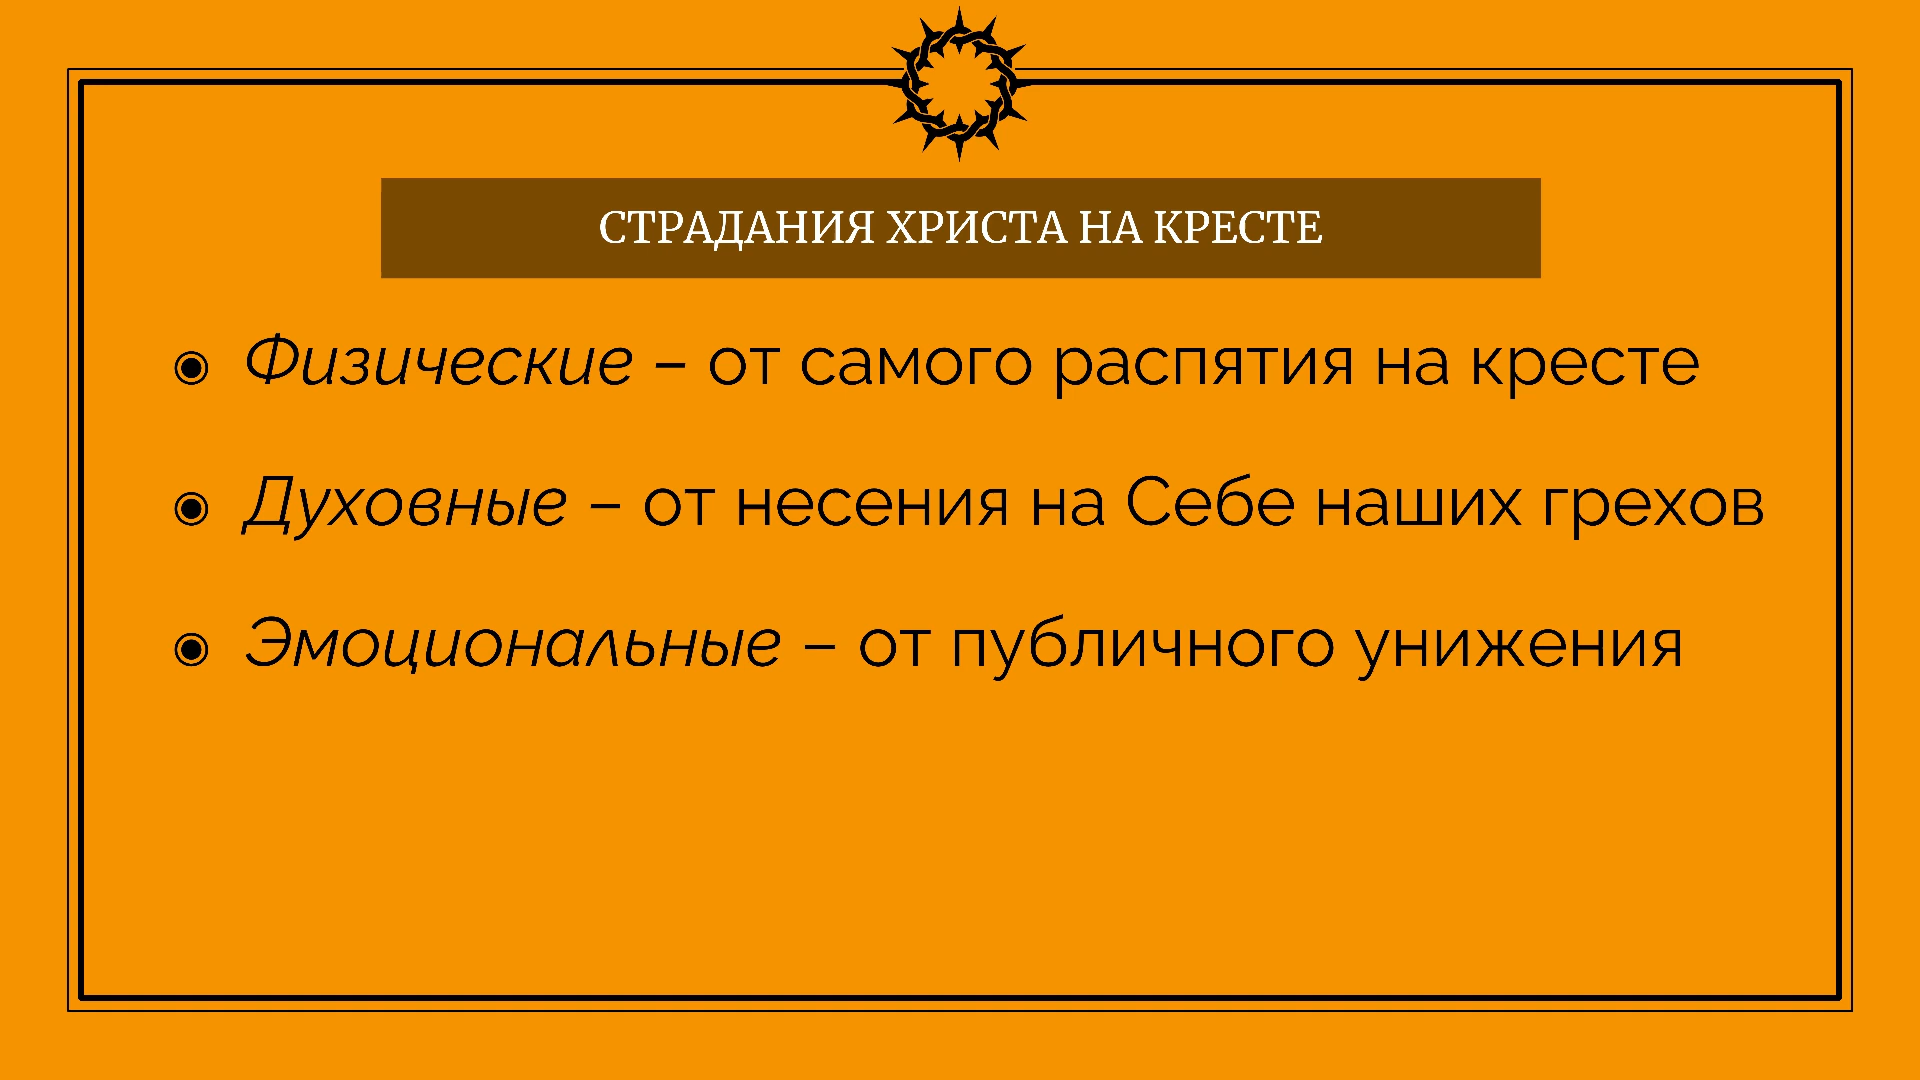 СТРАДАНИЯ ХРИСТА НА КРЕСТЕ
◉ Физические – от самого распятия на кресте
◉ Духовные – от несения на Себе наших грехов
◉ Эмоциональные – от публичного унижения